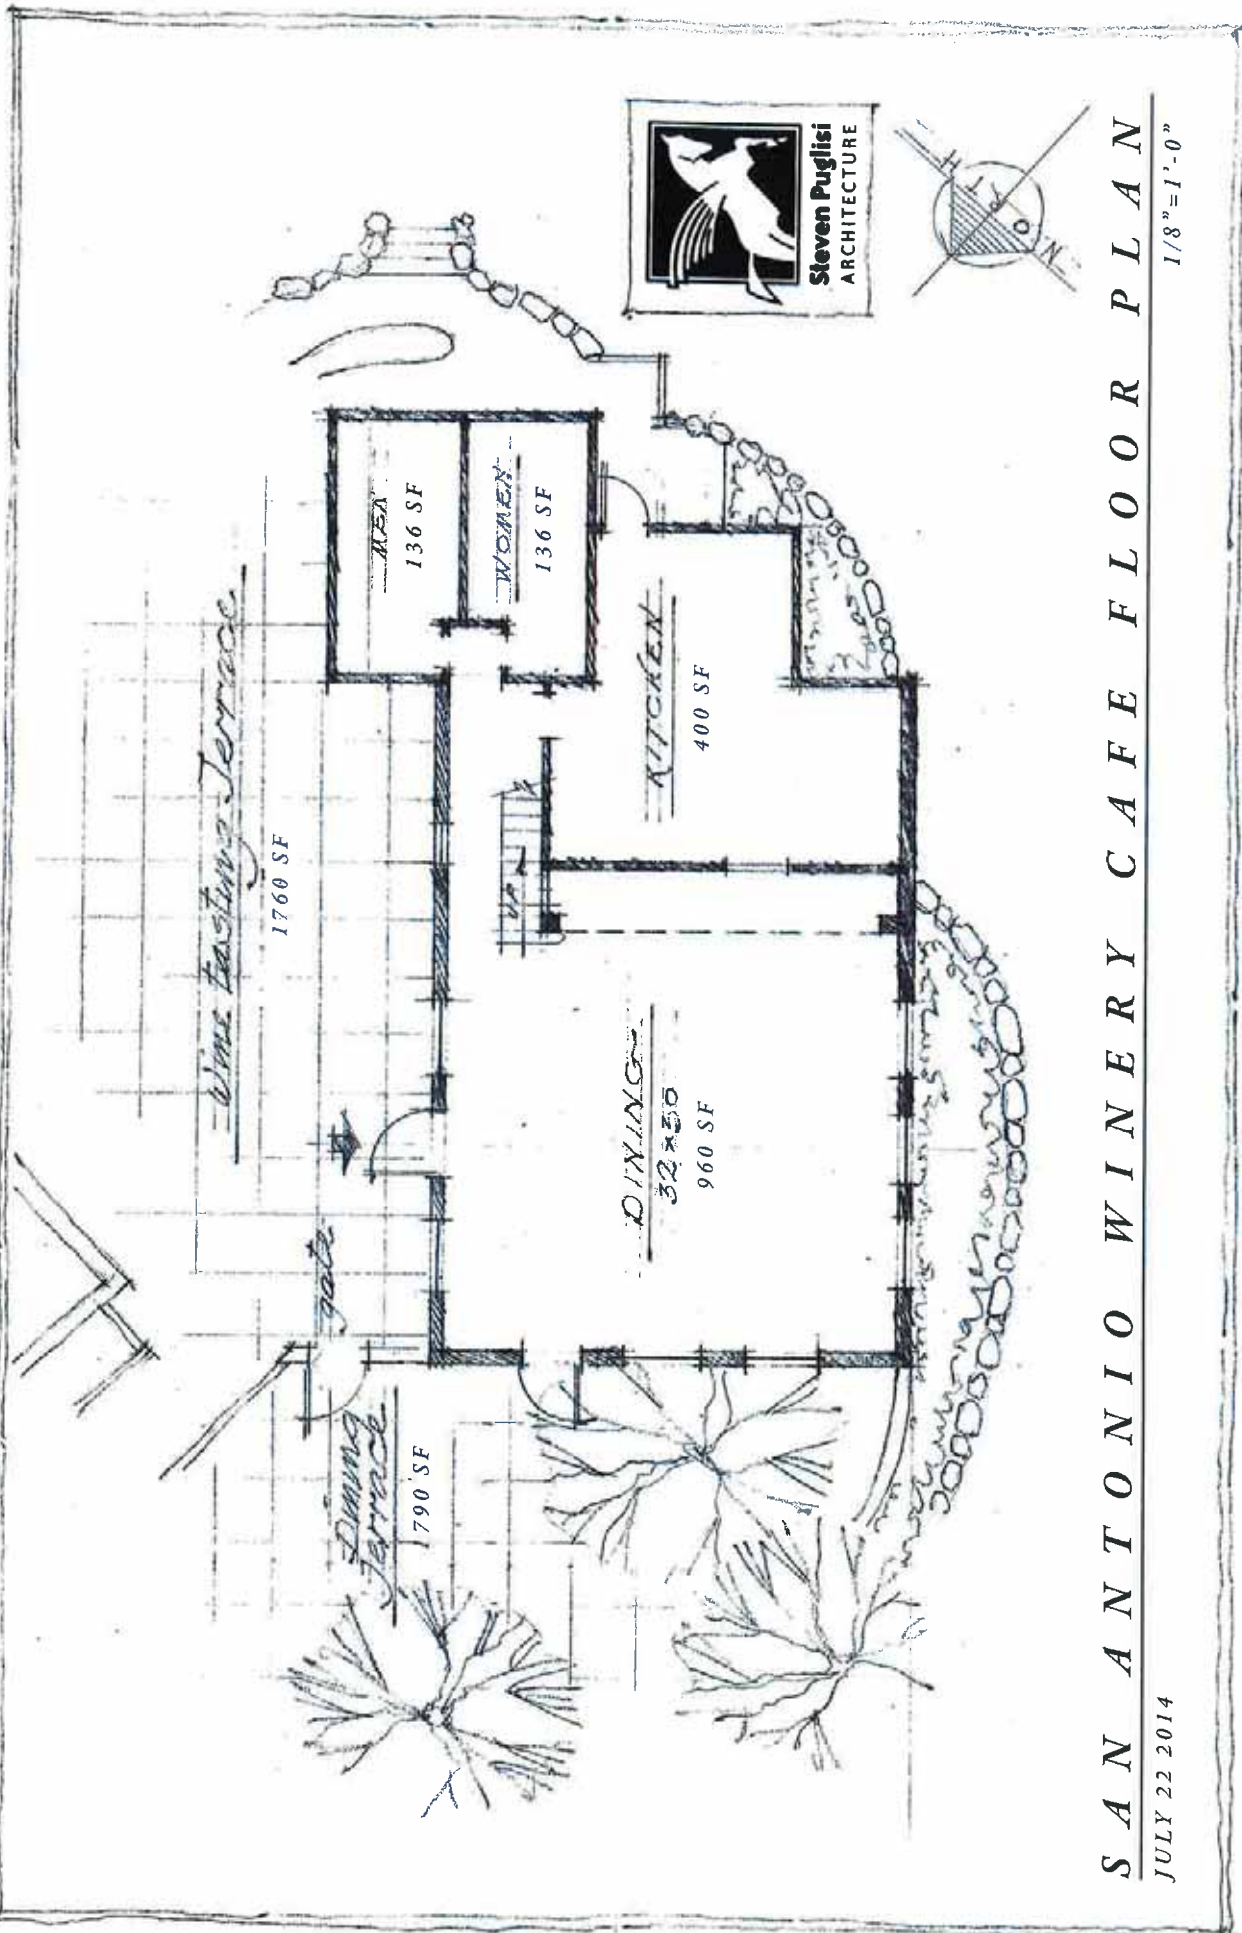 Wine tasting Terrace
1760 SF
gate
Dining
Terrace
1790 SF
MEN
136 SF
WOMEN
136 SF
UP
KITCHEN
400 SF
DINING
32 x 30
960 SF
Steven Puglisi
ARCHITECTURE
NORTH
SAN ANTONIO WINERY CAFE FLOOR PLAN
JULY 22 2014
1/8"=1'-0"